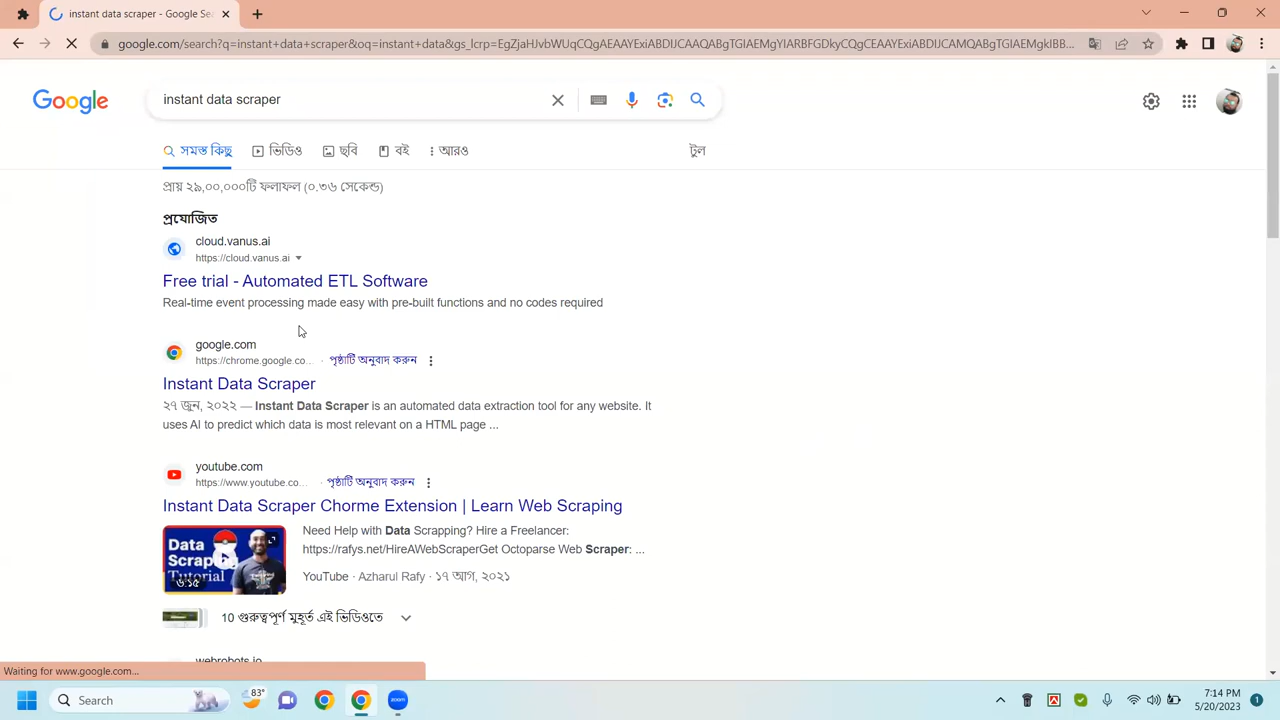 instant data scraper - Google Sea
google.com/search?q=instant+data+scraper&oq=instant+data&gs_lcrp=EgZjaHJvbWUqCQgAEAAYExiABDIJCAAQABgTGIAEMgYIARBFGDkyCQgCEAAYExiABDIJCAMQABgTGIAEMgkIBB...
Google
instant data scraper
সমস্ত কিছু
ভিডিও
ছবি
বই
আরও
টুল
প্রায় ২৯,০০,০০০টি ফলাফল (০.৩৬ সেকেন্ড)
প্রযোজিত
cloud.vanus.ai
https://cloud.vanus.ai
Free trial - Automated ETL Software
Real-time event processing made easy with pre-built functions and no codes required
google.com
https://chrome.google.co... · পৃষ্ঠাটি অনুবাদ করুন
Instant Data Scraper
২৭ জুন, ২০২২ — Instant Data Scraper is an automated data extraction tool for any website. It
uses AI to predict which data is most relevant on a HTML page ...
youtube.com
https://www.youtube.co... · পৃষ্ঠাটি অনুবাদ করুন
Instant Data Scraper Chorme Extension | Learn Web Scraping
Need Help with Data Scrapping? Hire a Freelancer:
https://rafys.net/HireAWebScraperGet Octoparse Web Scraper: ...
Data
Scrap
Tutorial
৬:১৫
YouTube · Azharul Rafy · ১৭ আগ, ২০২১
10 গুরুত্বপূর্ণ মুহূর্ত এই ভিডিওতে
webrobots.io
Waiting for www.google.com...
Search
83°
zoom
7:14 PM
5/20/2023
1